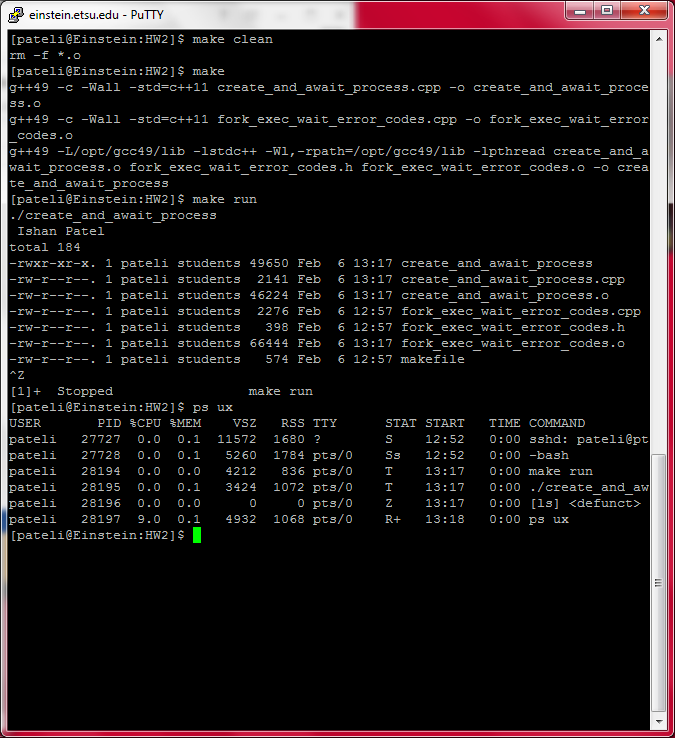 einstein.etsu.edu - PuTTY
[pateli@Einstein:HW2]$ make clean
rm -f *.o
[pateli@Einstein:HW2]$ make
g++49 -c -Wall -std=c++11 create_and_await_process.cpp -o create_and_await_proce
ss.o
g++49 -c -Wall -std=c++11 fork_exec_wait_error_codes.cpp -o fork_exec_wait_error
_codes.o
g++49 -L/opt/gcc49/lib -lstdc++ -Wl,-rpath=/opt/gcc49/lib -lpthread create_and_a
wait_process.o fork_exec_wait_error_codes.h fork_exec_wait_error_codes.o -o crea
te_and_await_process
[pateli@Einstein:HW2]$ make run
./create_and_await_process
 Ishan Patel
total 184
-rwxr-xr-x. 1 pateli students 49650 Feb  6 13:17 create_and_await_process
-rw-r--r--. 1 pateli students  2141 Feb  6 13:17 create_and_await_process.cpp
-rw-r--r--. 1 pateli students 46224 Feb  6 13:17 create_and_await_process.o
-rw-r--r--. 1 pateli students  2276 Feb  6 12:57 fork_exec_wait_error_codes.cpp
-rw-r--r--. 1 pateli students   398 Feb  6 12:57 fork_exec_wait_error_codes.h
-rw-r--r--. 1 pateli students 66444 Feb  6 13:17 fork_exec_wait_error_codes.o
-rw-r--r--. 1 pateli students   574 Feb  6 12:57 makefile
^Z
[1]+  Stopped                 make run
[pateli@Einstein:HW2]$ ps ux
USER       PID %CPU %MEM    VSZ   RSS TTY      STAT START   TIME COMMAND
pateli   27727  0.0  0.1  11572  1680 ?        S    12:52   0:00 sshd: pateli@pt
pateli   27728  0.0  0.1   5260  1784 pts/0    Ss   12:52   0:00 -bash
pateli   28194  0.0  0.0   4212   836 pts/0    T    13:17   0:00 make run
pateli   28195  0.0  0.1   3424  1072 pts/0    T    13:17   0:00 ./create_and_aw
pateli   28196  0.0  0.0      0     0 pts/0    Z    13:17   0:00 [ls] <defunct>
pateli   28197  9.0  0.1   4932  1068 pts/0    R+   13:18   0:00 ps ux
[pateli@Einstein:HW2]$